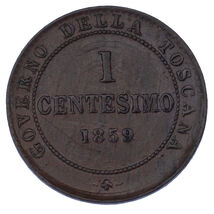 GOVERNO DELLA TOSCANA
1
CENTESIMO
1859